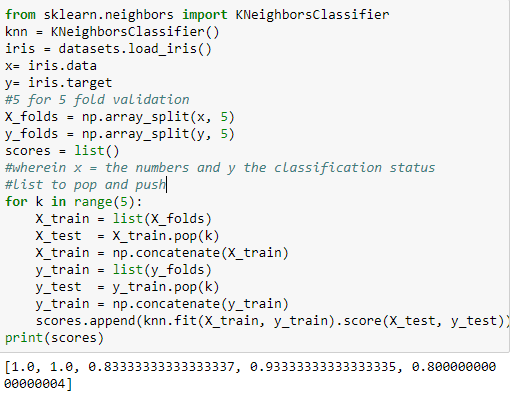 from sklearn.neighbors import KNeighborsClassifier
knn = KNeighborsClassifier()
iris = datasets.load_iris()
x= iris.data
y= iris.target
#5 for 5 fold validation
X_folds = np.array_split(x, 5)
y_folds = np.array_split(y, 5)
scores = list()
#wherein x = the numbers and y the classification status
#list to pop and push
for k in range(5):
    X_train = list(X_folds)
    X_test  = X_train.pop(k)
    X_train = np.concatenate(X_train)
    y_train = list(y_folds)
    y_test  = y_train.pop(k)
    y_train = np.concatenate(y_train)
    scores.append(knn.fit(X_train, y_train).score(X_test, y_test))
print(scores)
[1.0, 1.0, 0.83333333333333337, 0.93333333333333335, 0.800000000
00000004]